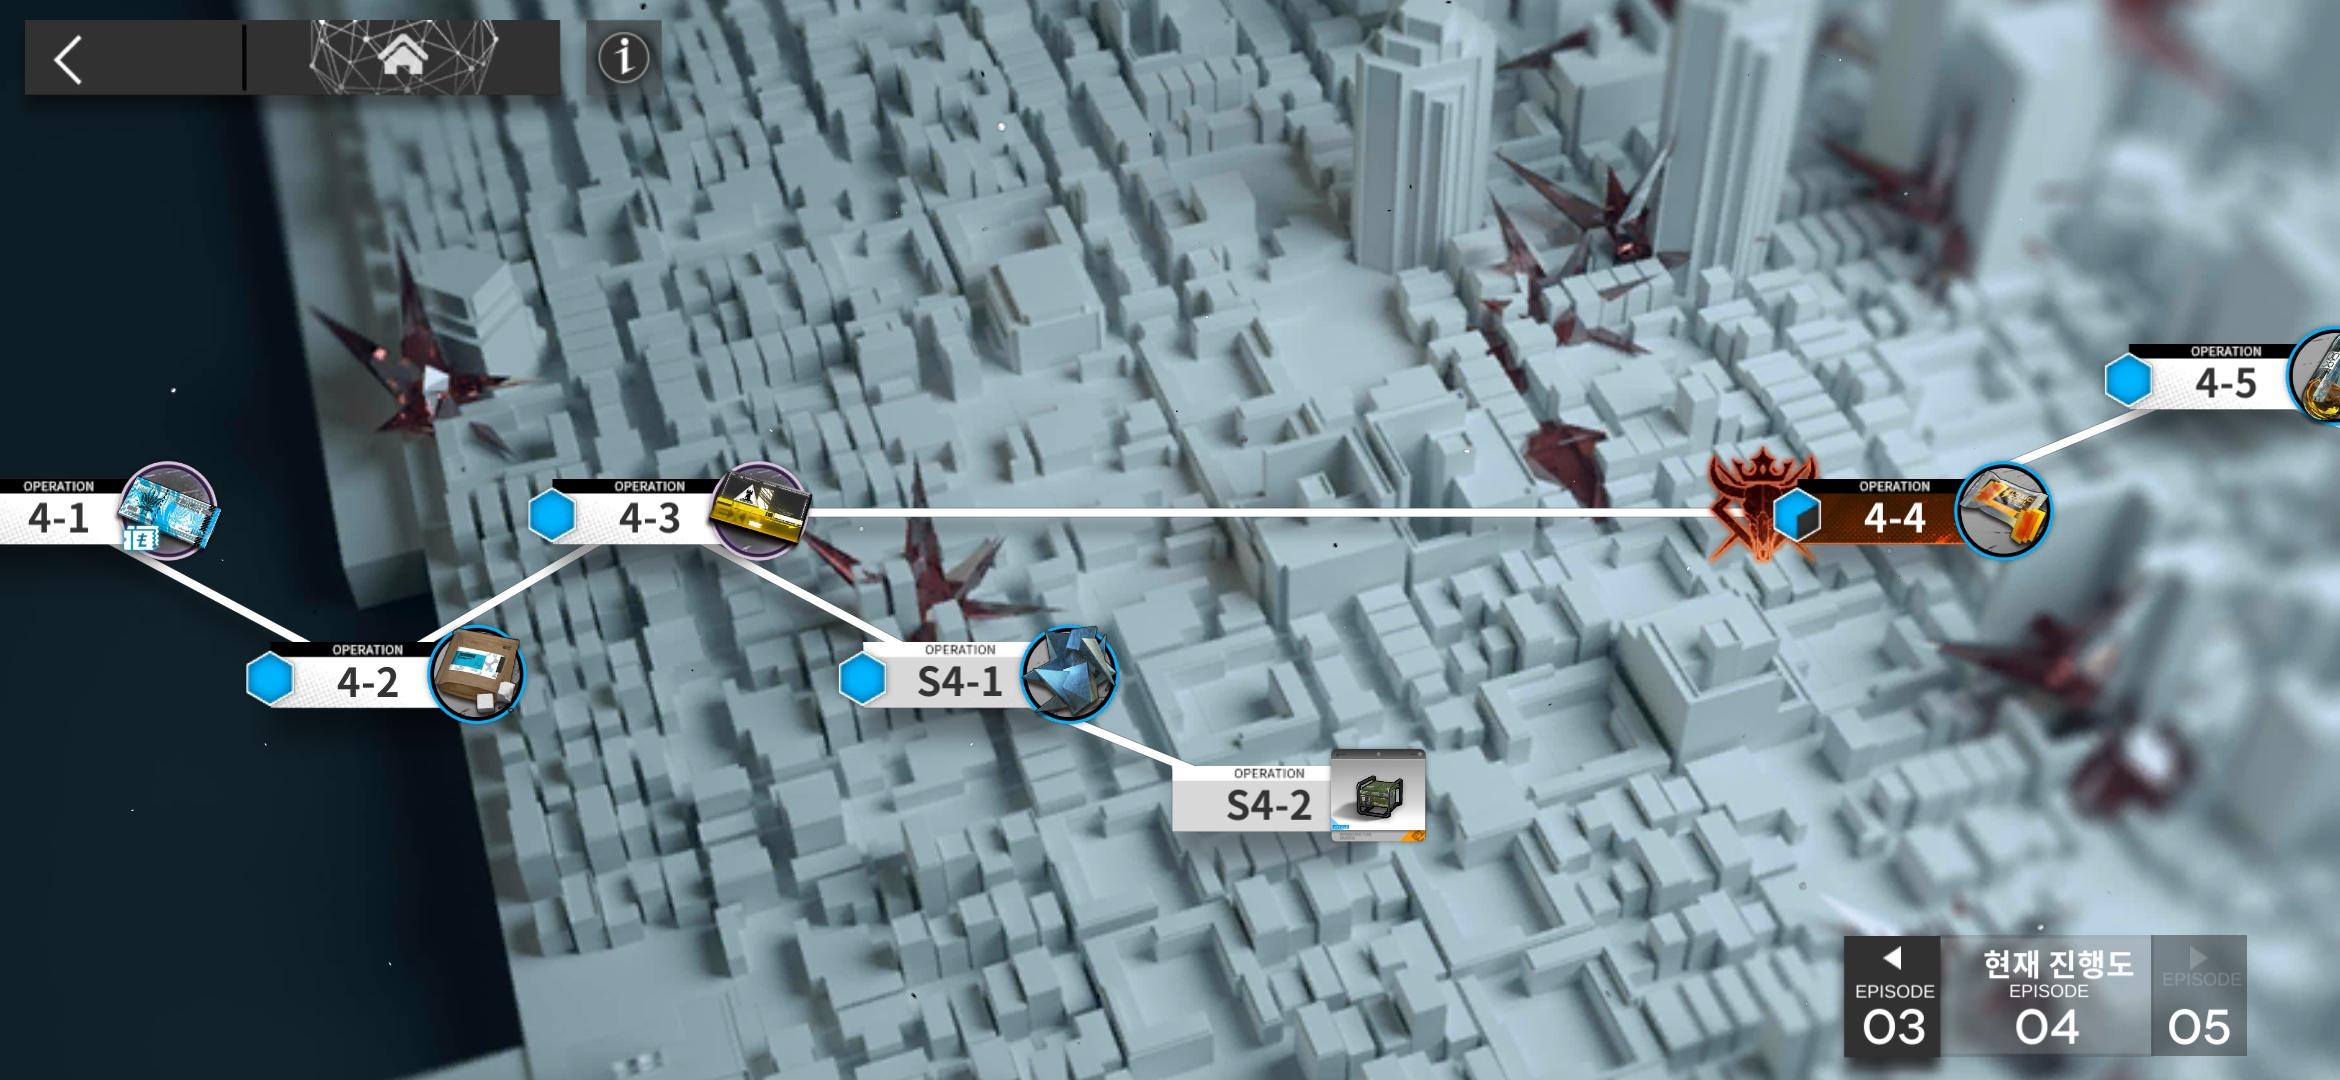 OPERATION
4-5
OPERATION
4-1
OPERATION
4-3
OPERATION
4-4
OPERATION
4-2
OPERATION
S4-1
OPERATION
S4-2
EPISODE
03
현재 진행도
EPISODE
04
EPISODE
05